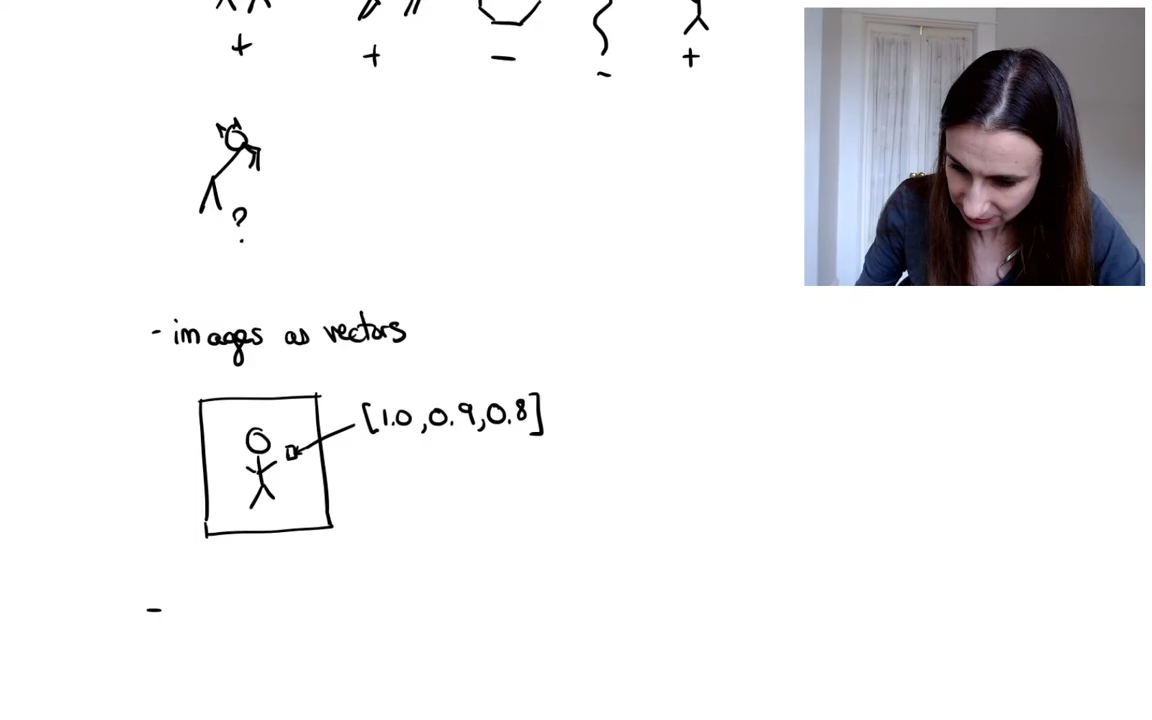 + + - ~ +
?
- images as vectors
[1.0, 0.9, 0.8]
-